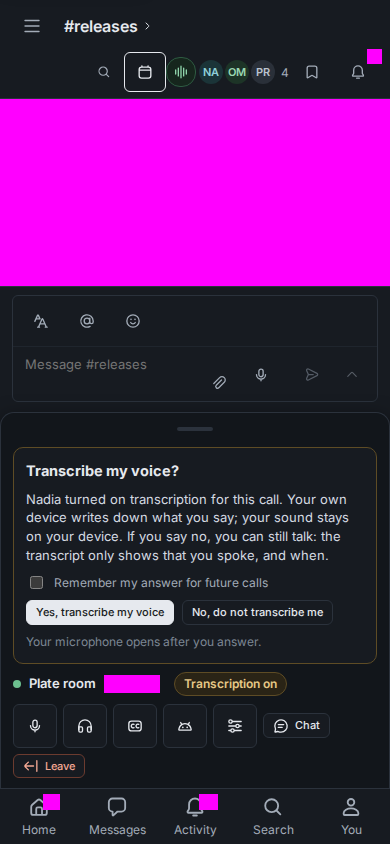 #releases
NA OM PR 4
Message #releases
Transcribe my voice?
Nadia turned on transcription for this call. Your own
device writes down what you say; your sound stays
on your device. If you say no, you can still talk: the
transcript only shows that you spoke, and when.
Remember my answer for future calls
Yes, transcribe my voice No, do not transcribe me
Your microphone opens after you answer.
Plate room Transcription on
CC Chat
Leave
Home Messages Activity Search You